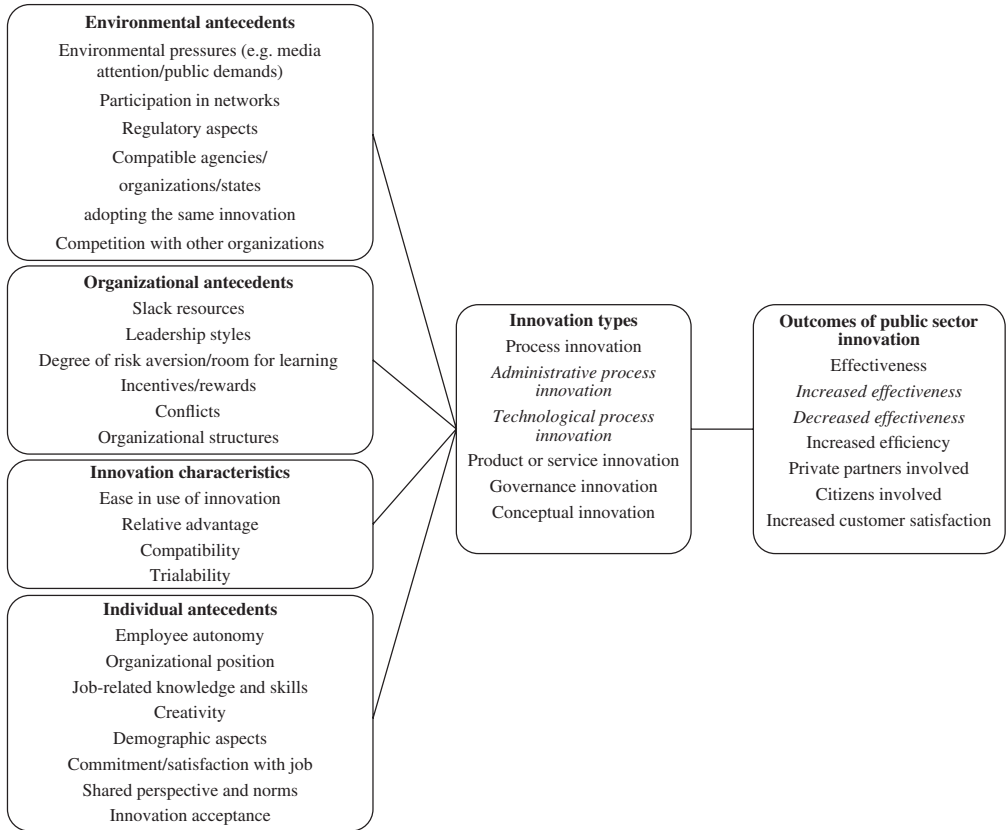 Environmental antecedents
Environmental pressures (e.g. media
attention/public demands)
Participation in networks
Regulatory aspects
Compatible agencies/
organizations/states
adopting the same innovation
Competition with other organizations
Organizational antecedents
Slack resources
Leadership styles
Degree of risk aversion/room for learning
Incentives/rewards
Conflicts
Organizational structures
Innovation characteristics
Ease in use of innovation
Relative advantage
Compatibility
Trialability
Individual antecedents
Employee autonomy
Organizational position
Job-related knowledge and skills
Creativity
Demographic aspects
Commitment/satisfaction with job
Shared perspective and norms
Innovation acceptance
Innovation types
Process innovation
Administrative process
innovation
Technological process
innovation
Product or service innovation
Governance innovation
Conceptual innovation
Outcomes of public sector
innovation
Effectiveness
Increased effectiveness
Decreased effectiveness
Increased efficiency
Private partners involved
Citizens involved
Increased customer satisfaction